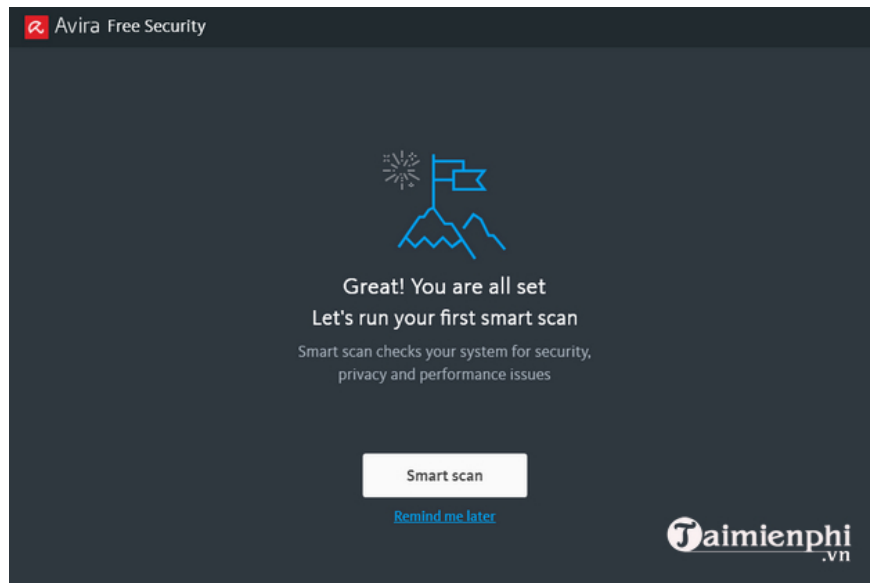 Avira Free Security
Great! You are all set
Let's run your first smart scan
Smart scan checks your system for security,
privacy and performance issues
Smart scan
Remind me later
Taimienphi
.vn